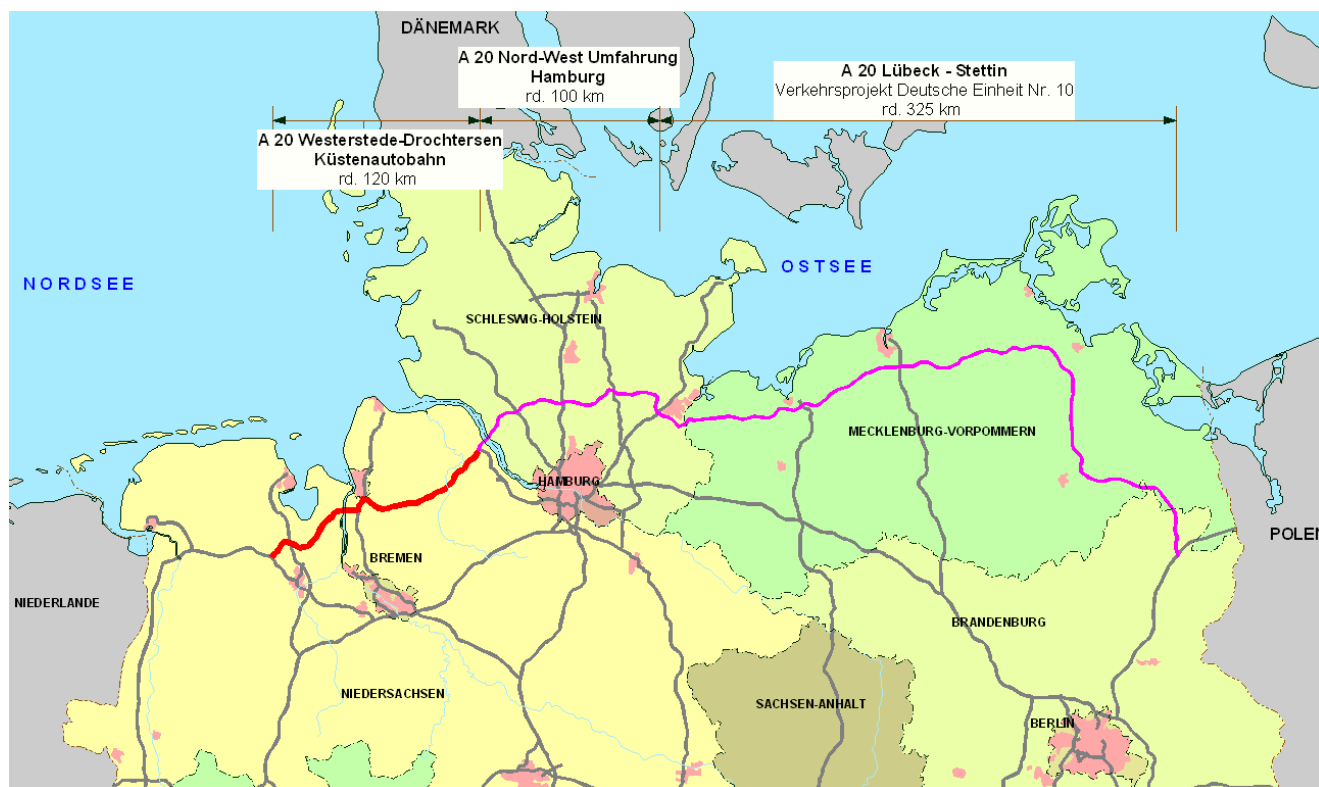 DÄNEMARK
A 20 Nord-West Umfahrung
Hamburg
rd. 100 km
A 20 Lübeck - Stettin
Verkehrsprojekt Deutsche Einheit Nr. 10
rd. 325 km
A 20 Westerstede-Drochtersen
Küstenautobahn
rd. 120 km
NORDSEE
OSTSEE
SCHLESWIG-HOLSTEIN
MECKLENBURG-VORPOMMERN
HAMBURG
POLEN
BREMEN
NIEDERLANDE
BRANDENBURG
NIEDERSACHSEN
SACHSEN-ANHALT
BERLIN